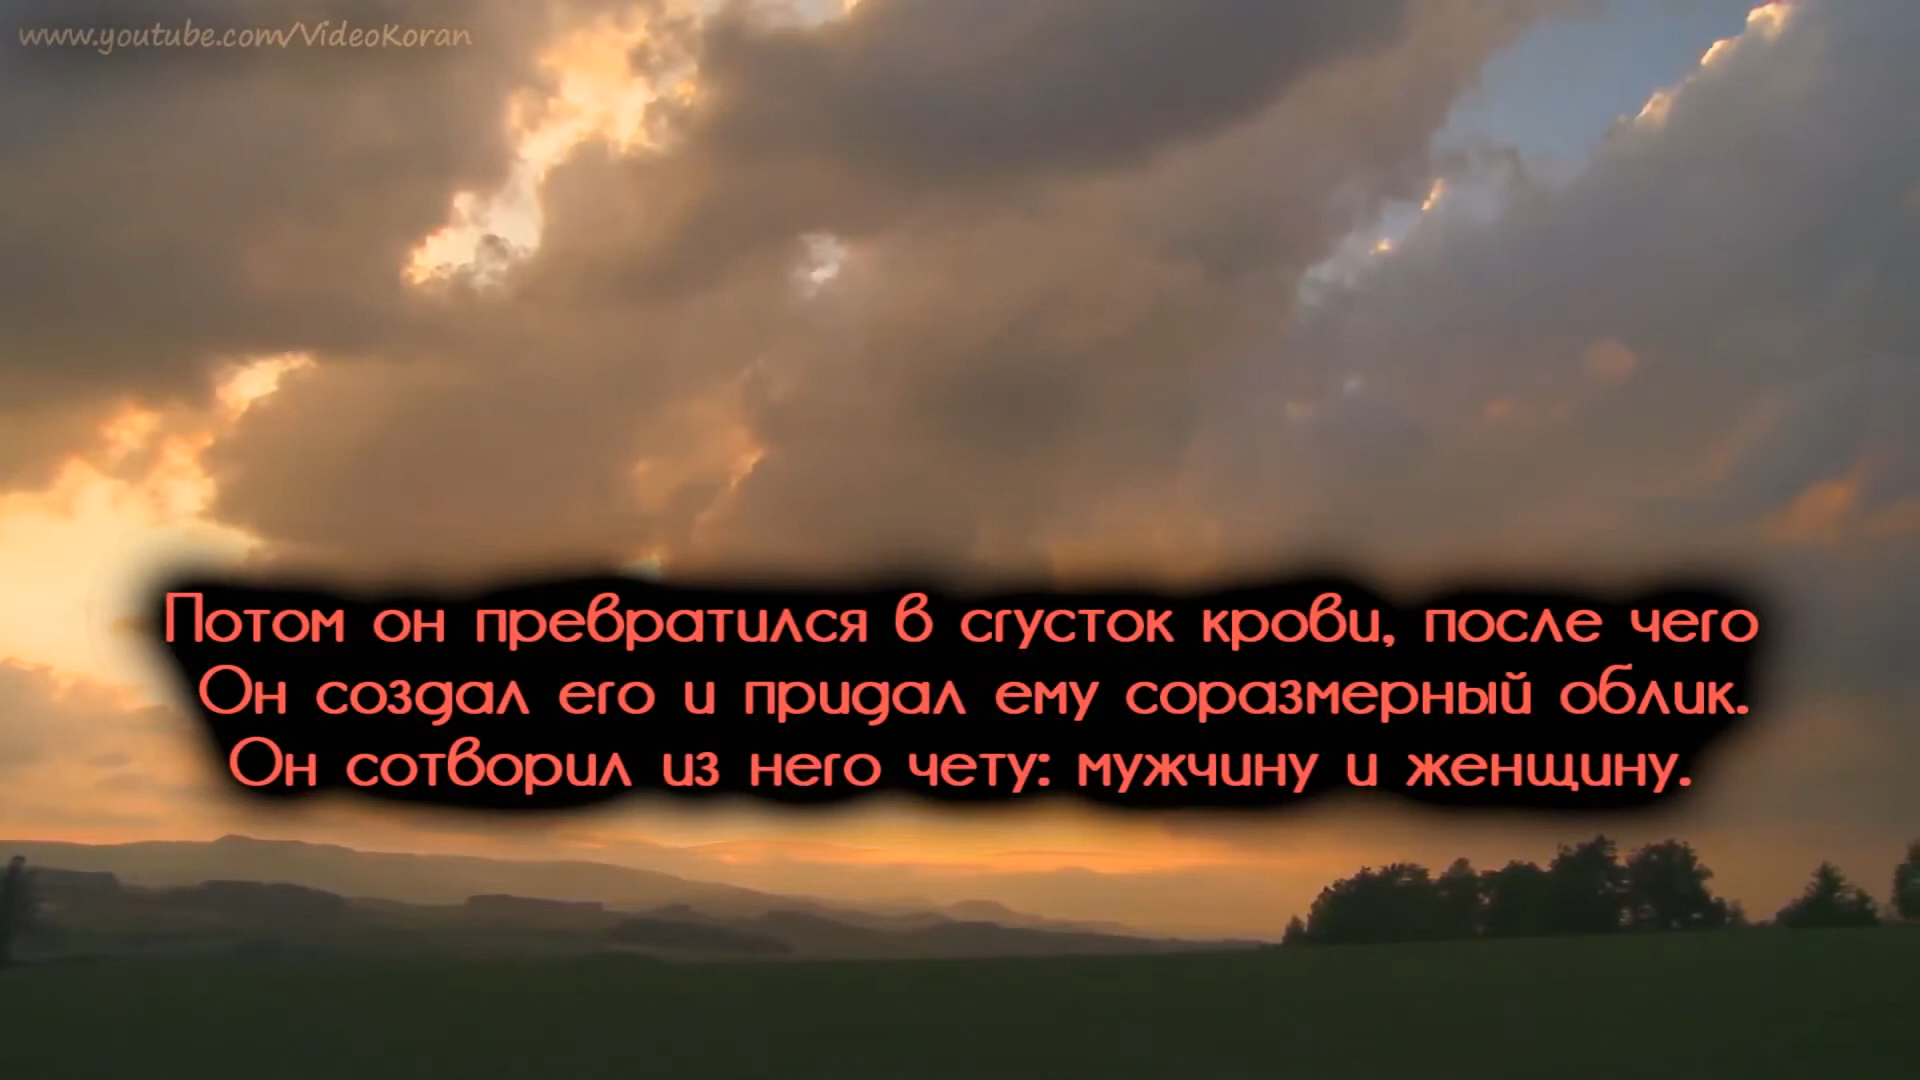 www.youtube.com/VideoKoran
Потом он превратился в сгусток крови, после чего
Он создал его и придал ему соразмерный облик.
Он сотворил из него чету: мужчину и женщину.